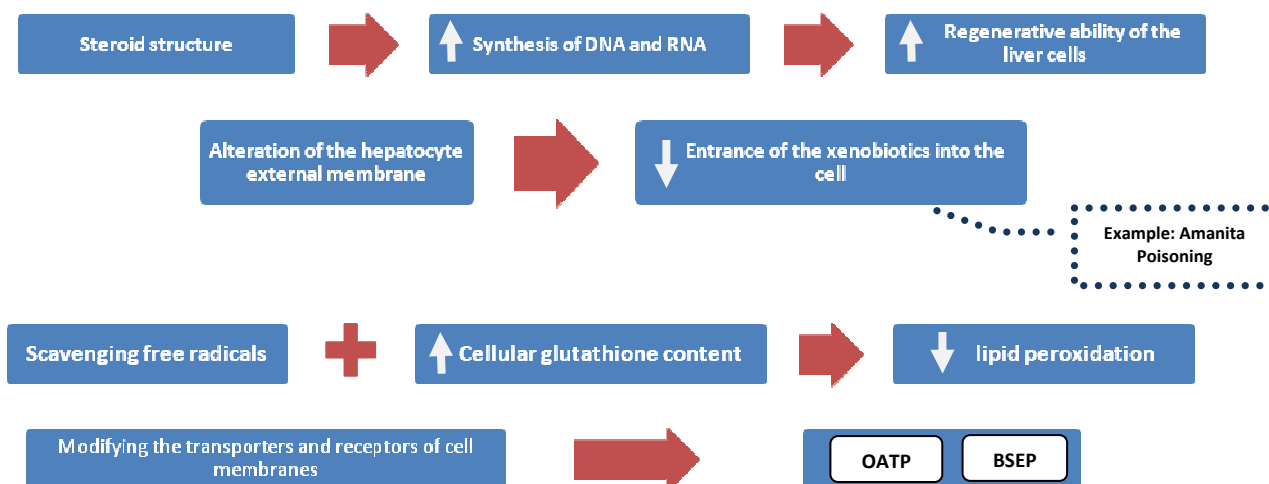 Steroid structure
Synthesis of DNA and RNA
Regenerative ability of the
liver cells
Alteration of the hepatocyte
external membrane
Entrance of the xenobiotics into the
cell
Example: Amanita
Poisoning
Scavenging free radicals
Cellular glutathione content
lipid peroxidation
Modifying the transporters and receptors of cell
membranes
OATP
BSEP